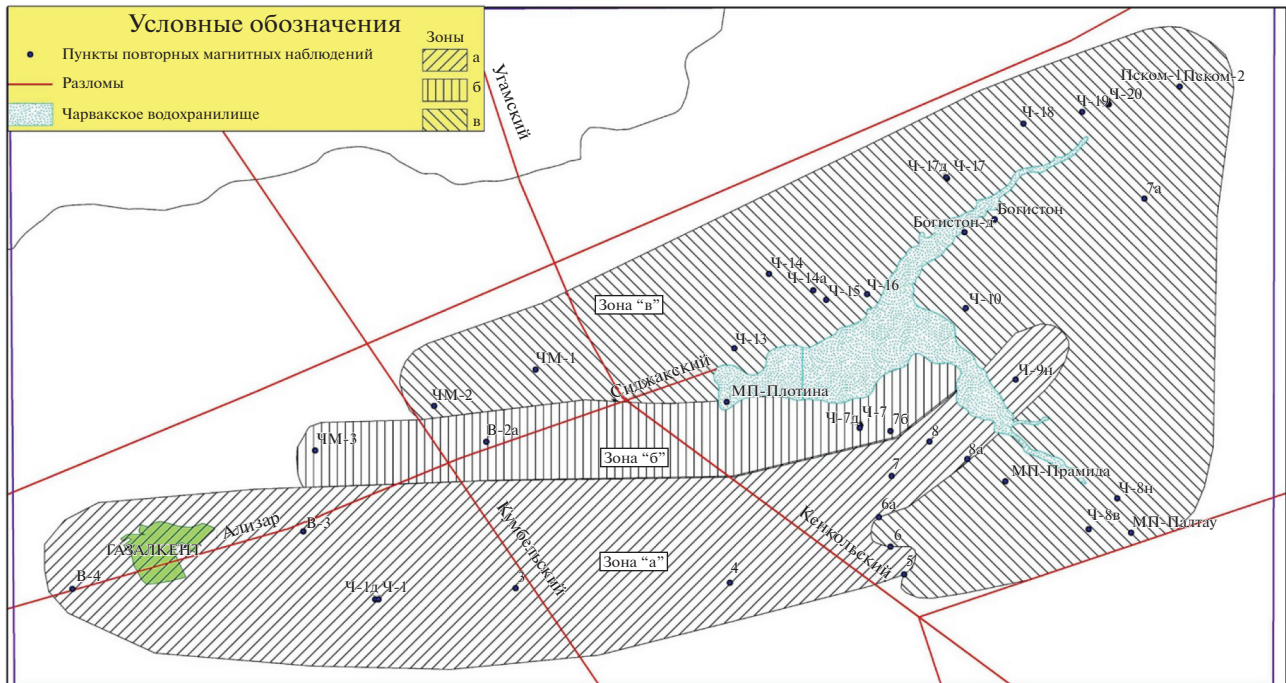 Условные обозначения
Пункты повторных магнитных наблюдений
Разломы
Чарвакское водохранилище
Зоны
а
б
в
Угамский
Пском-1 Пском-2
Ч-20
Ч-19
Ч-18
Ч-17д Ч-17
7а
Богистон
Богистон-д
Ч-14
Ч-14а
Ч-15
Ч-16
Ч-10
Зона “в”
Ч-13
ЧМ-1
Сиджакский
Ч-9н
МП-Плотина
ЧМ-2
Ч-7
Ч-7д
7б
В-2а
8
ЧМ-3
Зона “б”
8а
7
МП-Прамида
Ч-8н
6а
Ализар
В-3
Кумбельский
Кенкольский
Ч-8в
МП-Палтау
ГАЗАЛКЕНТ
6
Зона “а”
5
В-4
Ч-1д Ч-1
3
4